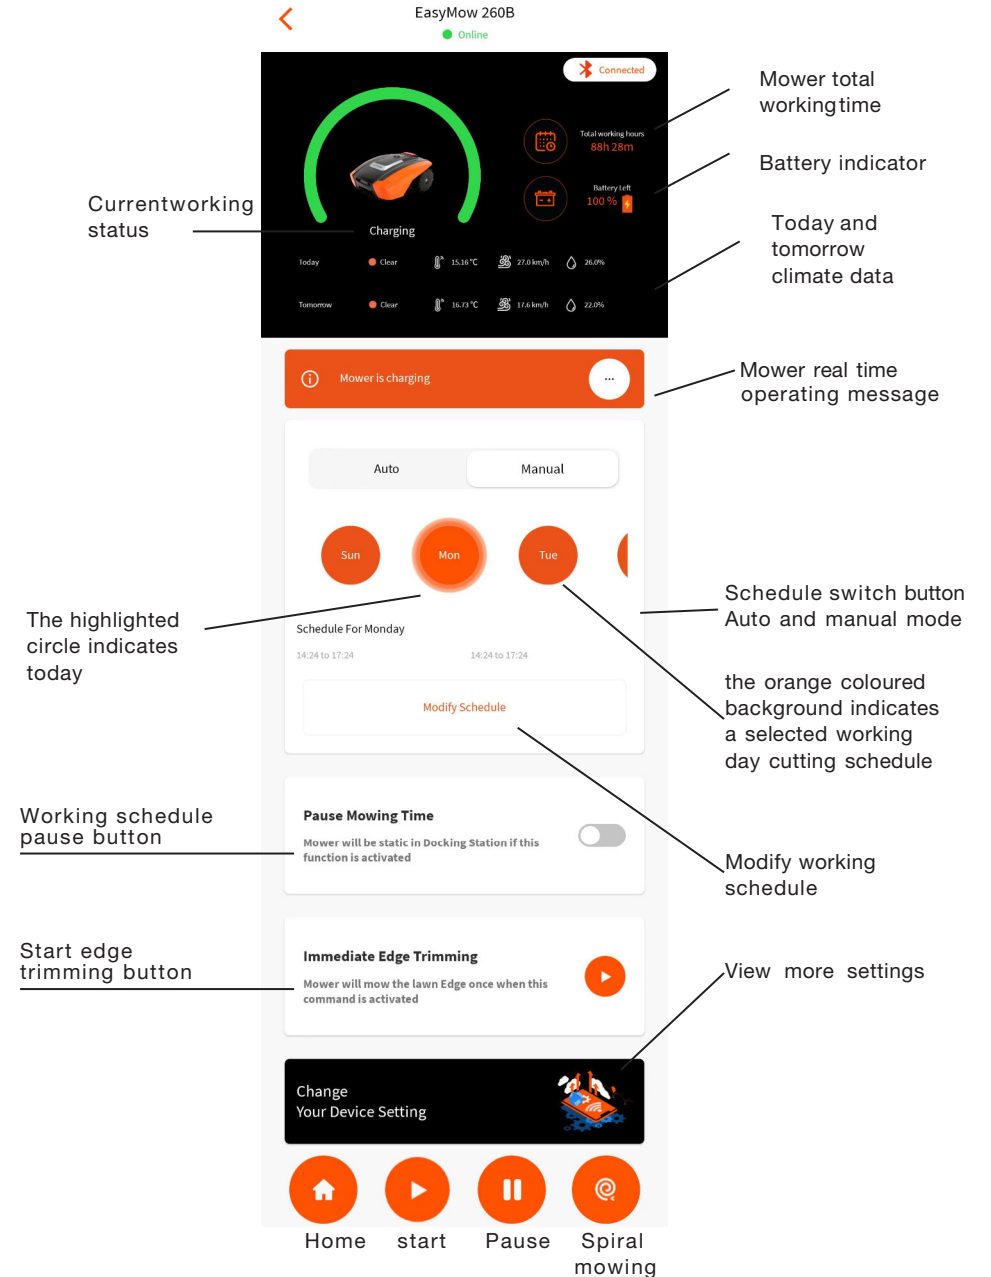 EasyMow 260B
Online
Connected
Mower total
workingtime
Total working hours
88h 28m
Battery indicator
Battery Left
100 %
Currentworking
status
Charging
Today and
tomorrow
climate data
Today Clear 15.16 °C 27.0 km/h 26.0%
Tomorrow Clear 16.73 °C 17.6 km/h 22.0%
Mower is charging
...
Mower real time
operating message
Auto Manual
Sun Mon Tue
Schedule switch button
Auto and manual mode
The highlighted
circle indicates
today
Schedule For Monday
14:24 to 17:24 14:24 to 17:24
the orange coloured
background indicates
a selected working
day cutting schedule
Modify Schedule
Working schedule
pause button
Pause Mowing Time
Mower will be static in Docking Station if this
function is activated
Modify working
schedule
Start edge
trimming button
Immediate Edge Trimming
Mower will mow the lawn Edge once when this
command is activated
View more settings
Change
Your Device Setting
Home start Pause Spiral
mowing